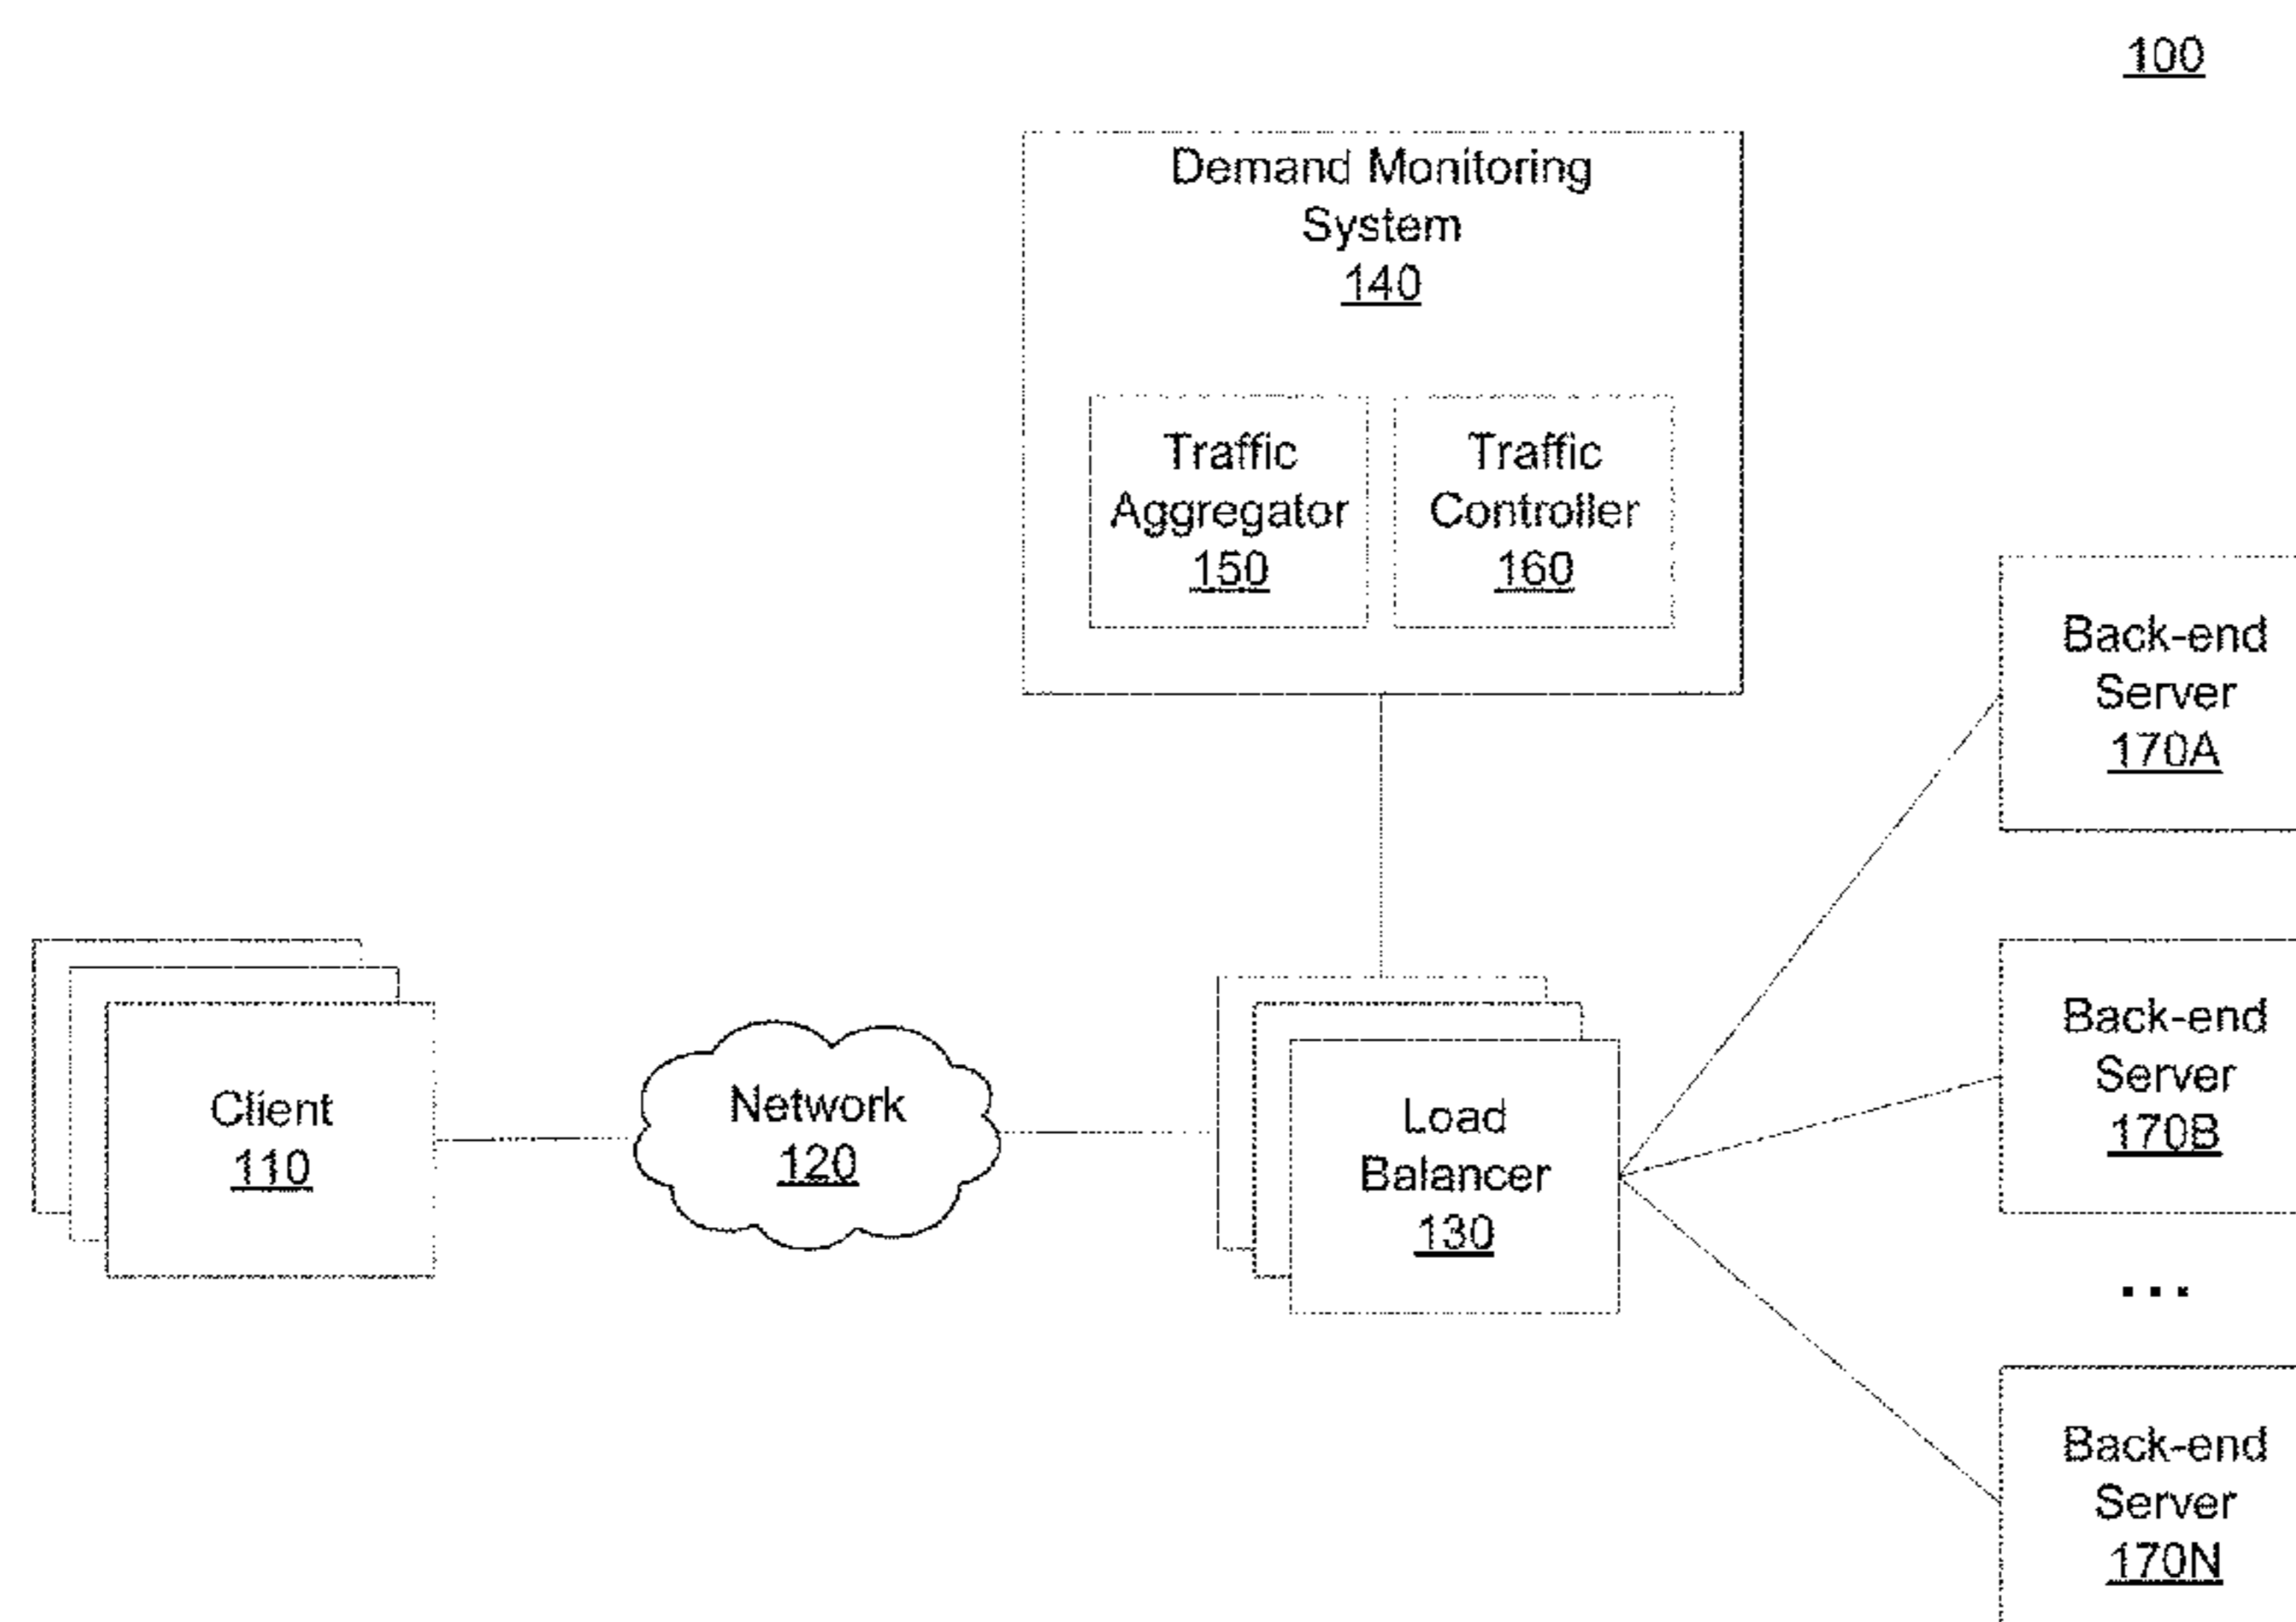 100
Demand Monitoring
System
140
Traffic
Aggregator
150
Traffic
Controller
160
Back-end
Server
170A
Client
110
Network
120
Load
Balancer
130
Back-end
Server
170B
...
Back-end
Server
170N